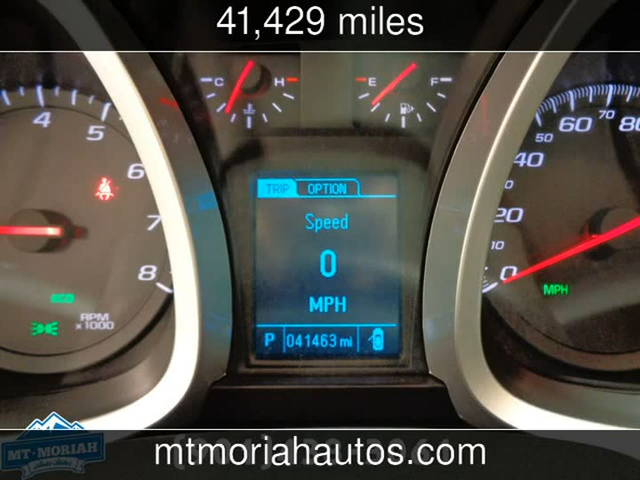 41,429 miles
C H E F
4 5 6 7 8
RPM
x1000
ECO
TRIP OPTION
Speed
0
MPH
P 041463 mi
0 20 40 50 60 70 80
MPH
MT·MORIAH
mtmoriahautos.com